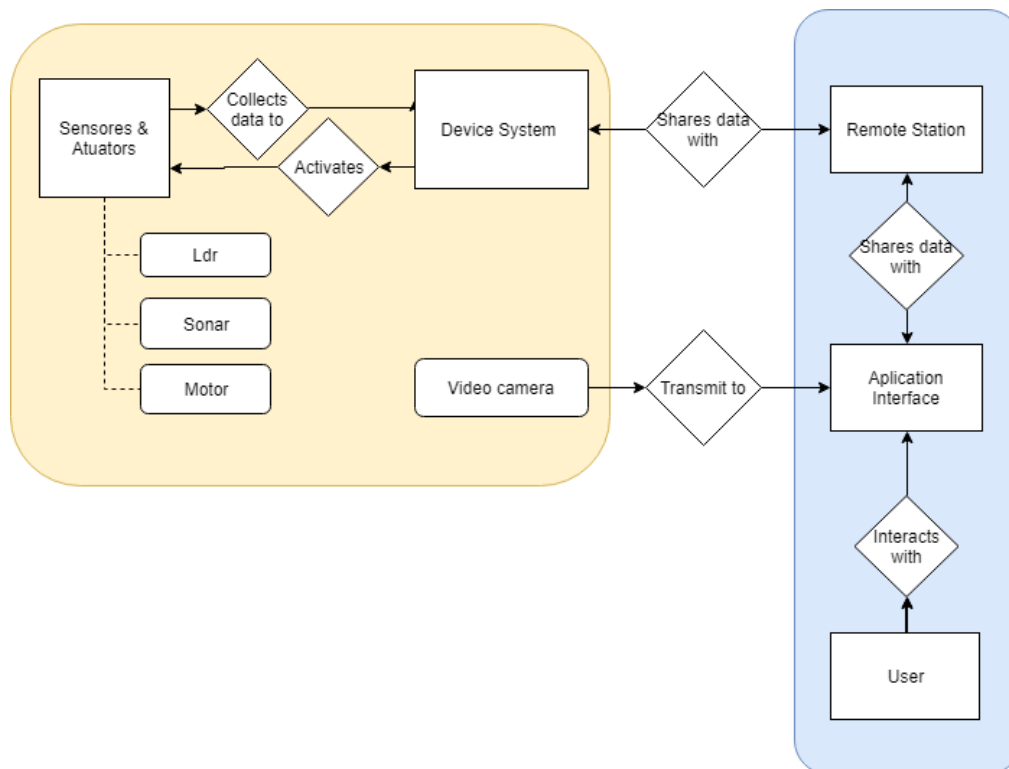 Sensores &
Atuators
Collects
data to
Device System
Shares data
with
Remote Station
Activates
Ldr
Sonar
Motor
Shares data
with
Video camera
Transmit to
Aplication
Interface
Interacts
with
User